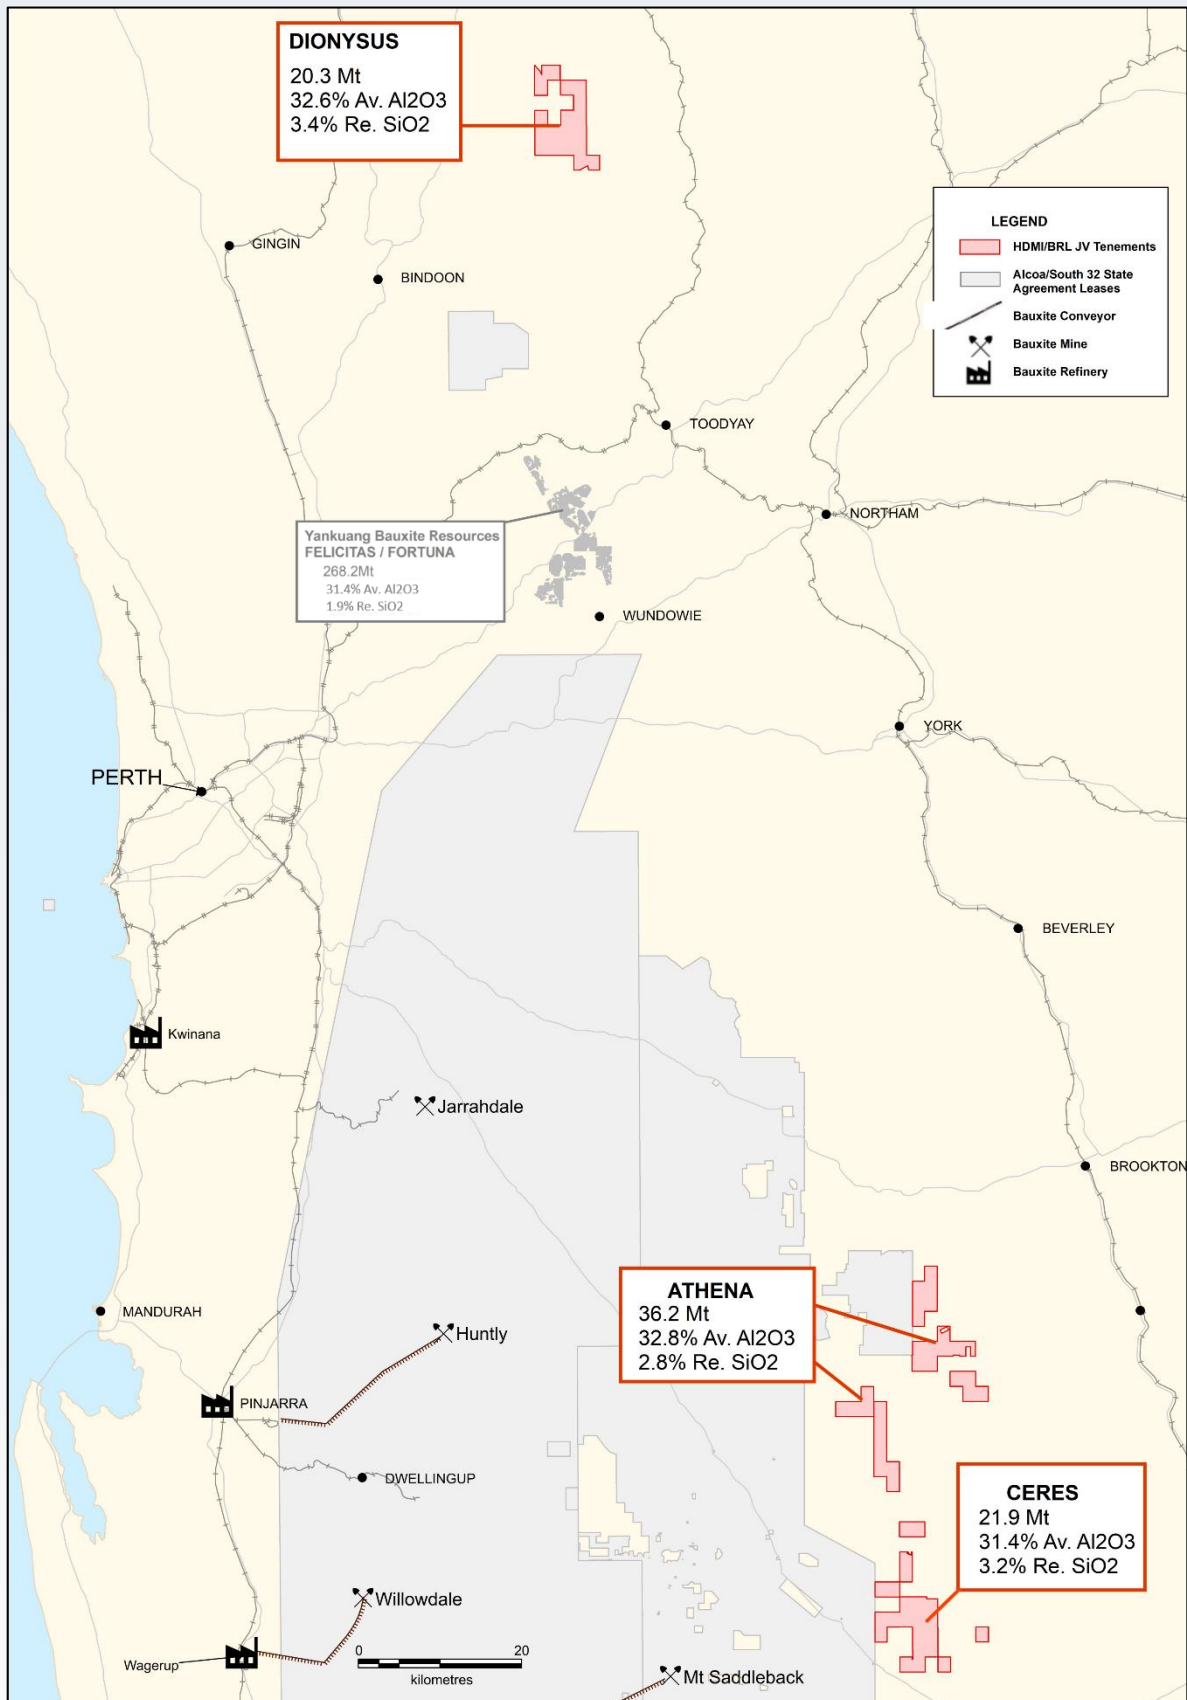 DIONYSUS
20.3 Mt
32.6% Av. Al2O3
3.4% Re. SiO2
LEGEND
HDMI/BRL JV Tenements
Alcoa/South 32 State
Agreement Leases
Bauxite Conveyor
Bauxite Mine
Bauxite Refinery
GINGIN
BINDOON
TOODYAY
NORTHAM
Yankuang Bauxite Resources
FELICITAS / FORTUNA
268.2Mt
31.4% Av. Al2O3
1.9% Re. SiO2
WUNDOWIE
YORK
PERTH
BEVERLEY
Kwinana
Jarrahdale
BROOKTON
ATHENA
36.2 Mt
32.8% Av. Al2O3
2.8% Re. SiO2
MANDURAH
Huntly
PINJARRA
DWELLINGUP
CERES
21.9 Mt
31.4% Av. Al2O3
3.2% Re. SiO2
Willowdale
Wagerup
0 20
kilometres
Mt Saddleback